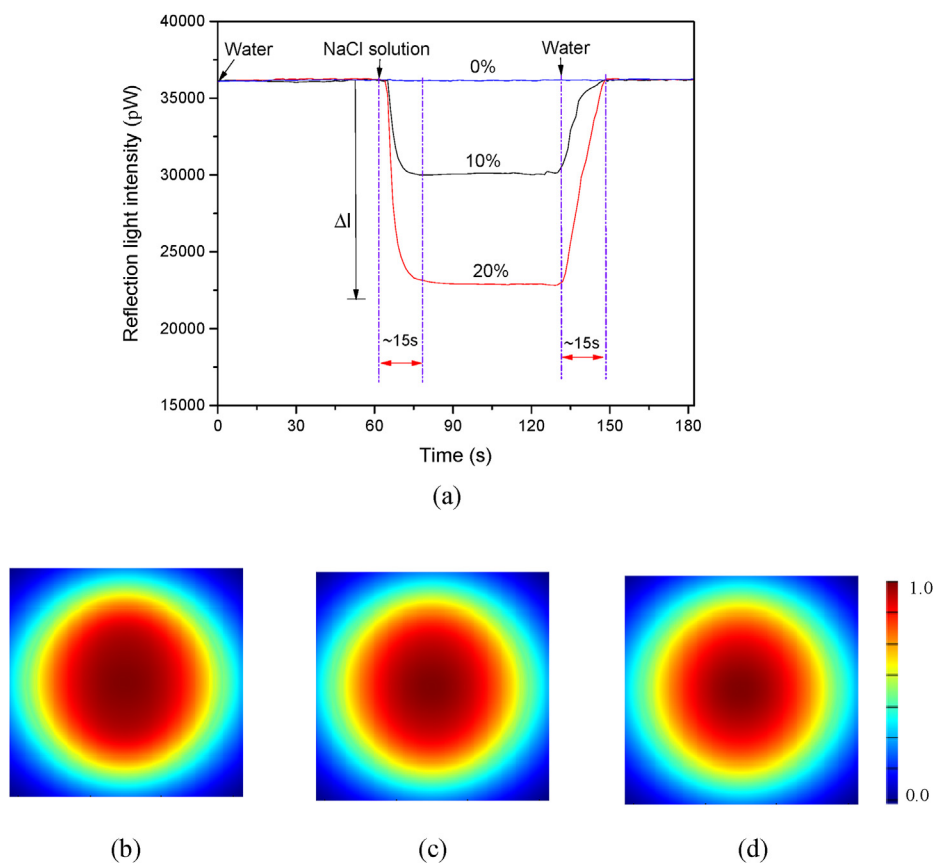 40000
35000
30000
25000
20000
15000
Reflection light intensity (pW)
Water
NaCl solution
Water
0%
10%
20%
ΔI
~15s
~15s
0
30
60
90
120
150
180
Time (s)
(a)
1.0
0.0
(b)
(c)
(d)